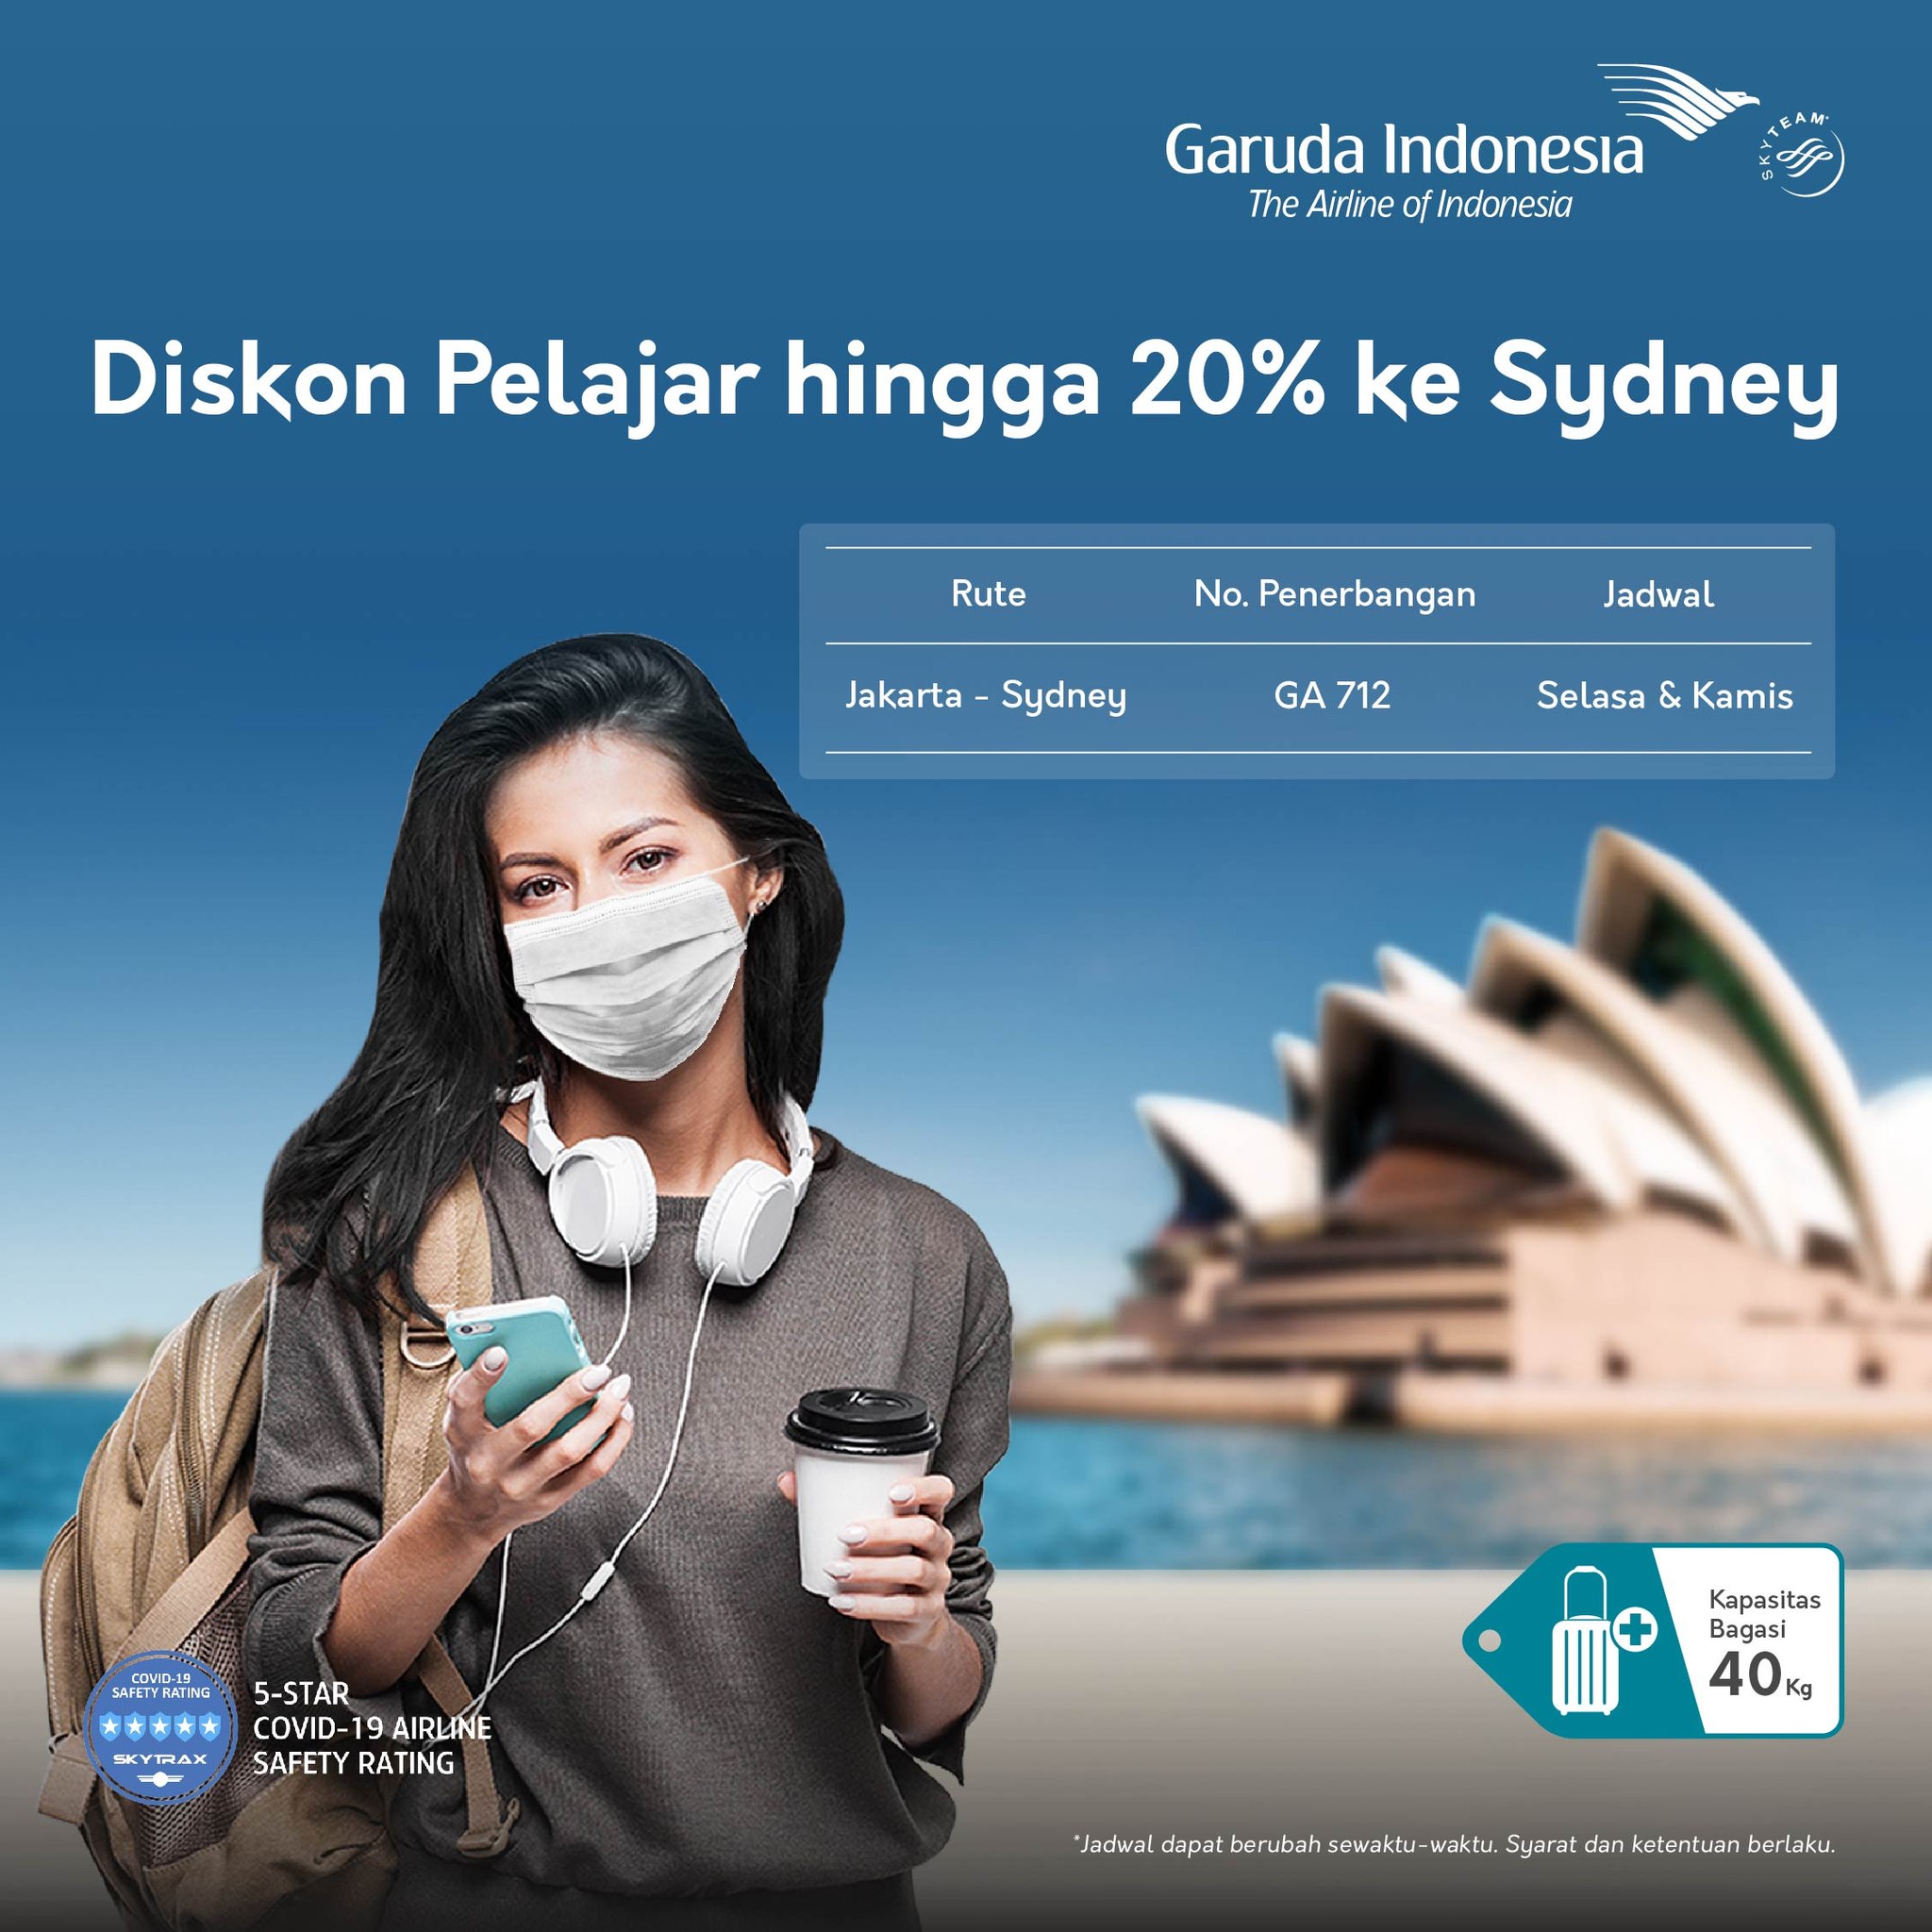 Garuda Indonesia
The Airline of Indonesia
SKYTEAM
Diskon Pelajar hingga 20% ke Sydney
Rute No. Penerbangan Jadwal
Jakarta - Sydney GA 712 Selasa & Kamis
Kapasitas
Bagasi
40Kg
COVID-19
SAFETY RATING
SKYTRAX
5-STAR
COVID-19 AIRLINE
SAFETY RATING
*Jadwal dapat berubah sewaktu-waktu. Syarat dan ketentuan berlaku.